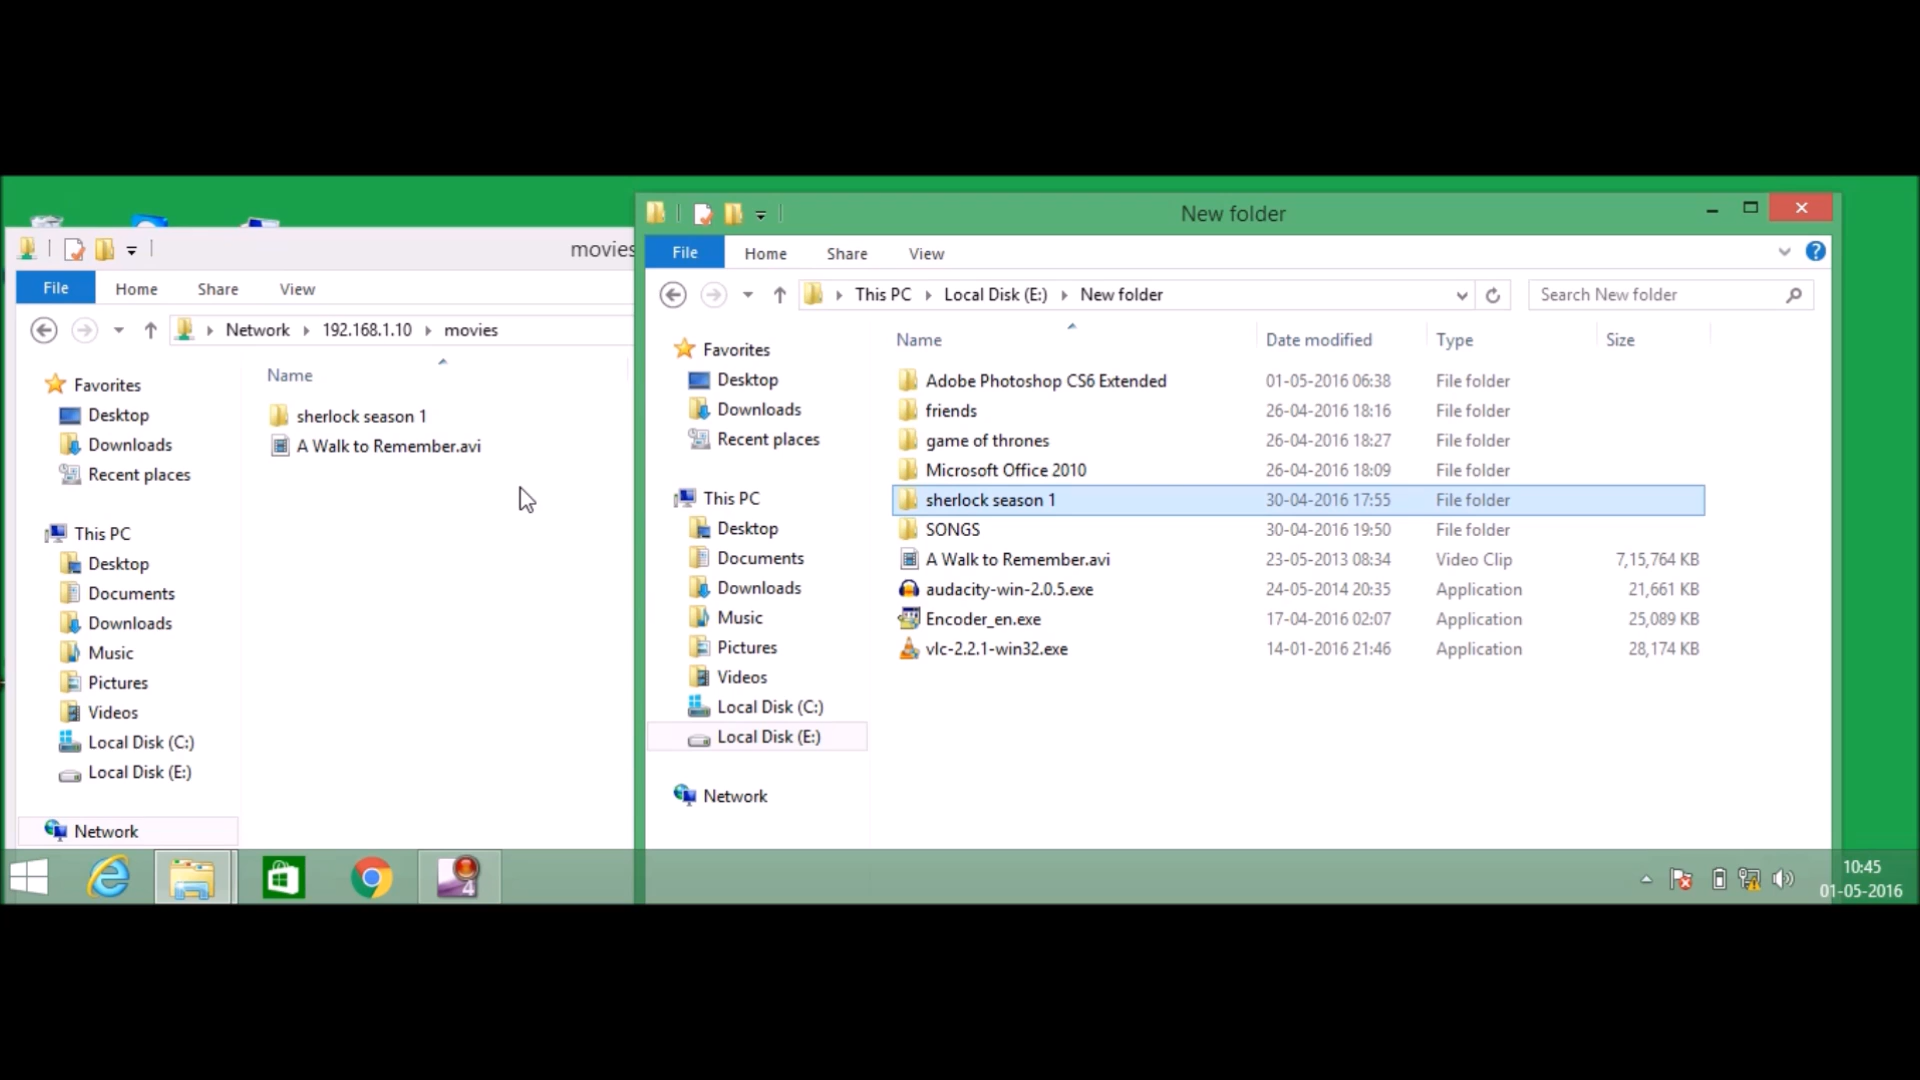 movies
File Home Share View
Network 192.168.1.10 movies
Name
Favorites
Desktop
Downloads
Recent places
This PC
Desktop
Documents
Downloads
Music
Pictures
Videos
Local Disk (C:)
Local Disk (E:)
Network
sherlock season 1
A Walk to Remember.avi
New folder
File Home Share View
This PC Local Disk (E:) New folder
Search New folder
Favorites
Desktop
Downloads
Recent places
This PC
Desktop
Documents
Downloads
Music
Pictures
Videos
Local Disk (C:)
Local Disk (E:)
Network
Name Date modified Type Size
Adobe Photoshop CS6 Extended 01-05-2016 06:38 File folder
friends 26-04-2016 18:16 File folder
game of thrones 26-04-2016 18:27 File folder
Microsoft Office 2010 26-04-2016 18:09 File folder
sherlock season 1 30-04-2016 17:55 File folder
SONGS 30-04-2016 19:50 File folder
A Walk to Remember.avi 23-05-2013 08:34 Video Clip 7,15,764 KB
audacity-win-2.0.5.exe 24-05-2014 20:35 Application 21,661 KB
Encoder_en.exe 17-04-2016 02:07 Application 25,089 KB
vlc-2.2.1-win32.exe 14-01-2016 21:46 Application 28,174 KB
4
10:45
01-05-2016